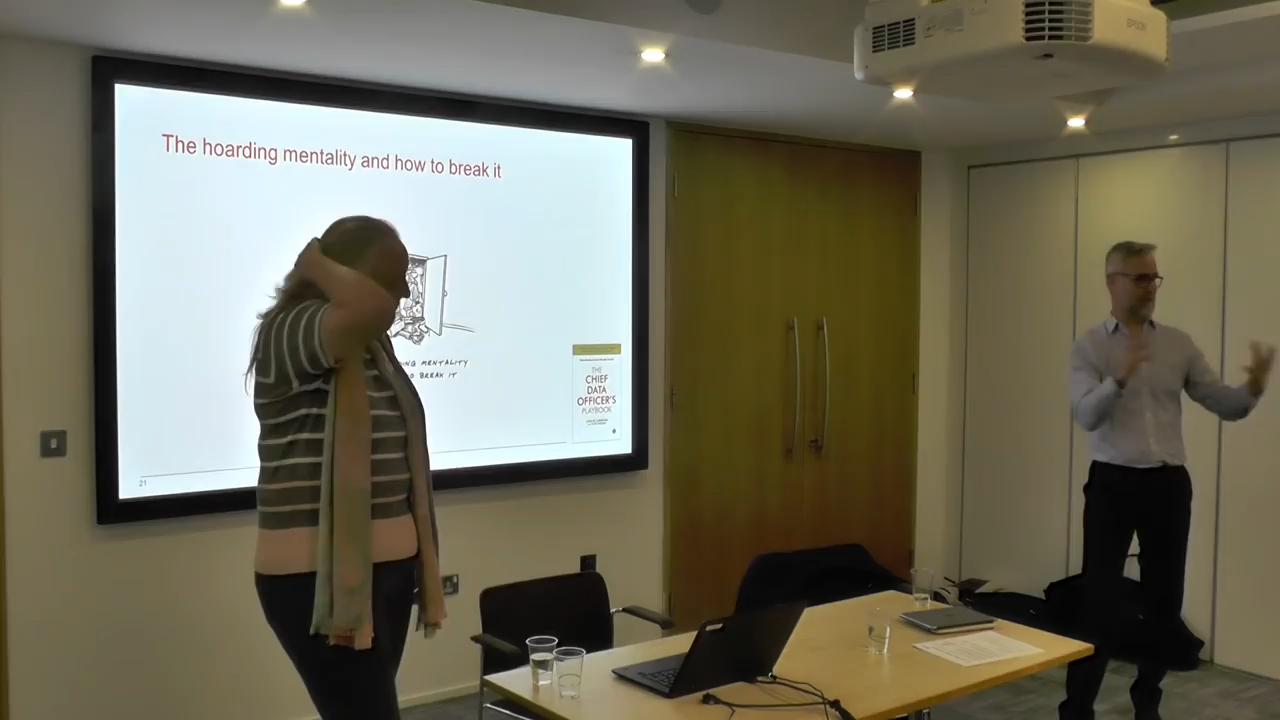 EPSON
The hoarding mentality and how to break it
MENTALITY
BREAK IT
THE
CHIEF
DATA
OFFICER'S
PLAYBOOK
21